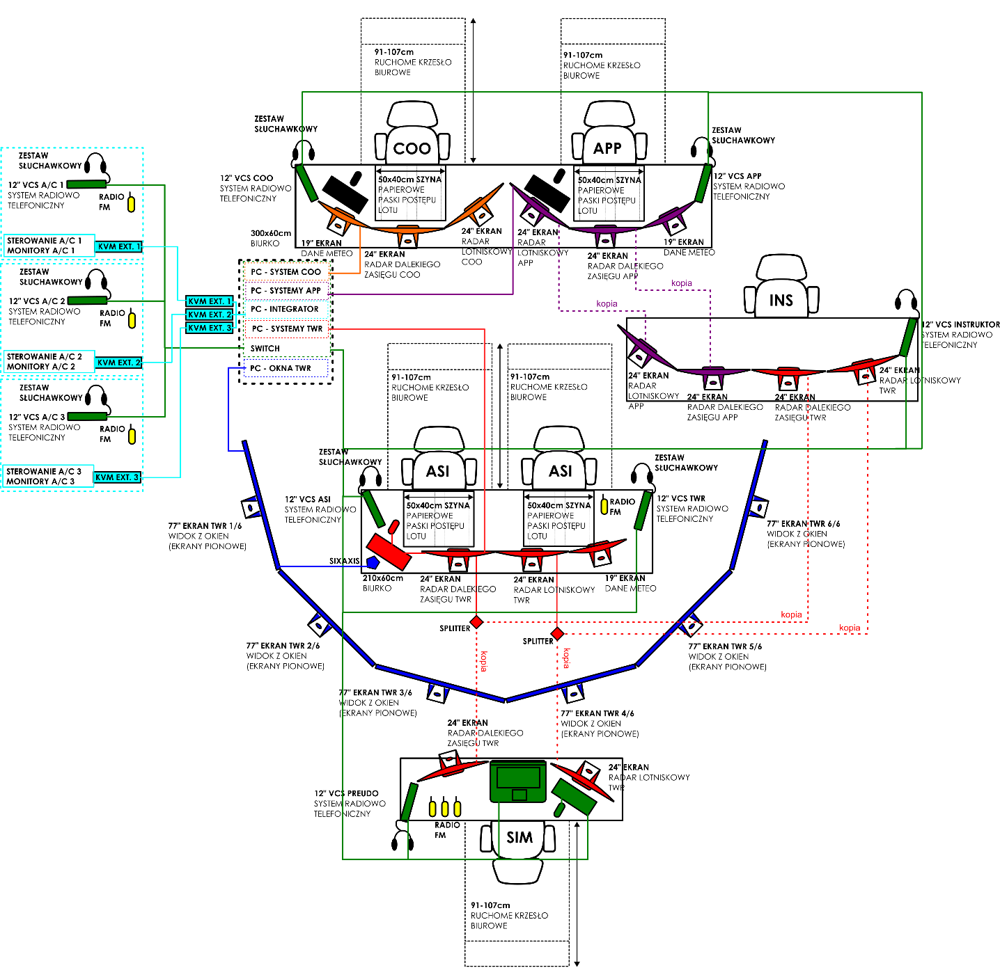 91-107cm
RUCHOME KRZESŁO
BIUROWE
91-107cm
RUCHOME KRZESŁO
BIUROWE
ZESTAW
SŁUCHAWKOWY
COO
APP
ZESTAW
SŁUCHAWKOWY
12" VCS COO
SYSTEM RADIOWO
TELEFONICZNY
50x40cm SZYNA
PAPIEROWE
PASKI POSTĘPU
LOTU
50x40cm SZYNA
PAPIEROWE
PASKI POSTĘPU
LOTU
12" VCS APP
SYSTEM RADIOWO
TELEFONICZNY
300x60cm
BIURKO
19" EKRAN
DANE METEO
24" EKRAN
RADAR DALEKIEGO
ZASIĘGU COO
24" EKRAN
RADAR
LOTNISKOWY
COO
24" EKRAN
RADAR
LOTNISKOWY
APP
24" EKRAN
RADAR DALEKIEGO
ZASIĘGU APP
19" EKRAN
DANE METEO
ZESTAW
SŁUCHAWKOWY
12" VCS A/C 1
SYSTEM RADIOWO
TELEFONICZNY
RADIO
FM
STEROWANIE A/C 1
MONITORY A/C 1
KVM EXT. 1
ZESTAW
SŁUCHAWKOWY
12" VCS A/C 2
SYSTEM RADIOWO
TELEFONICZNY
RADIO
FM
STEROWANIE A/C 2
MONITORY A/C 2
KVM EXT. 2
ZESTAW
SŁUCHAWKOWY
12" VCS A/C 3
SYSTEM RADIOWO
TELEFONICZNY
RADIO
FM
STEROWANIE A/C 3
MONITORY A/C 3
KVM EXT. 3
KVM EXT. 1
KVM EXT. 2
KVM EXT. 3
PC - SYSTEM COO
PC - SYSTEMY APP
PC - INTEGRATOR
PC - SYSTEMY TWR
SWITCH
PC - OKNA TWR
kopia
kopia
INS
12" VCS INSTRUKTOR
SYSTEM RADIOWO
TELEFONICZNY
24" EKRAN
RADAR
LOTNISKOWY
APP
24" EKRAN
RADAR DALEKIEGO
ZASIĘGU APP
24" EKRAN
RADAR DALEKIEGO
ZASIĘGU TWR
24" EKRAN
RADAR LOTNISKOWY
TWR
91-107cm
RUCHOME KRZESŁO
BIUROWE
91-107cm
RUCHOME KRZESŁO
BIUROWE
ZESTAW
SŁUCHAWKOWY
ASI
ASI
ZESTAW
SŁUCHAWKOWY
12" VCS ASI
SYSTEM RADIOWO
TELEFONICZNY
50x40cm SZYNA
PAPIEROWE
PASKI POSTĘPU
LOTU
50x40cm SZYNA
PAPIEROWE
PASKI POSTĘPU
LOTU
RADIO
FM
12" VCS TWR
SYSTEM RADIOWO
TELEFONICZNY
SIXAXIS
210x60cm
BIURKO
24" EKRAN
RADAR DALEKIEGO
ZASIĘGU TWR
24" EKRAN
RADAR LOTNISKOWY
TWR
19" EKRAN
DANE METEO
77" EKRAN TWR 1/6
WIDOK Z OKIEN
(EKRANY PIONOWE)
77" EKRAN TWR 6/6
WIDOK Z OKIEN
(EKRANY PIONOWE)
SPLITTER
SPLITTER
kopia
kopia
kopia
kopia
77" EKRAN TWR 2/6
WIDOK Z OKIEN
(EKRANY PIONOWE)
77" EKRAN TWR 5/6
WIDOK Z OKIEN
(EKRANY PIONOWE)
77" EKRAN TWR 3/6
WIDOK Z OKIEN
(EKRANY PIONOWE)
77" EKRAN TWR 4/6
WIDOK Z OKIEN
(EKRANY PIONOWE)
24" EKRAN
RADAR DALEKIEGO
ZASIĘGU TWR
24" EKRAN
RADAR LOTNISKOWY
TWR
12" VCS PREUDO
SYSTEM RADIOWO
TELEFONICZNY
RADIO
FM
SIM
91-107cm
RUCHOME KRZESŁO
BIUROWE